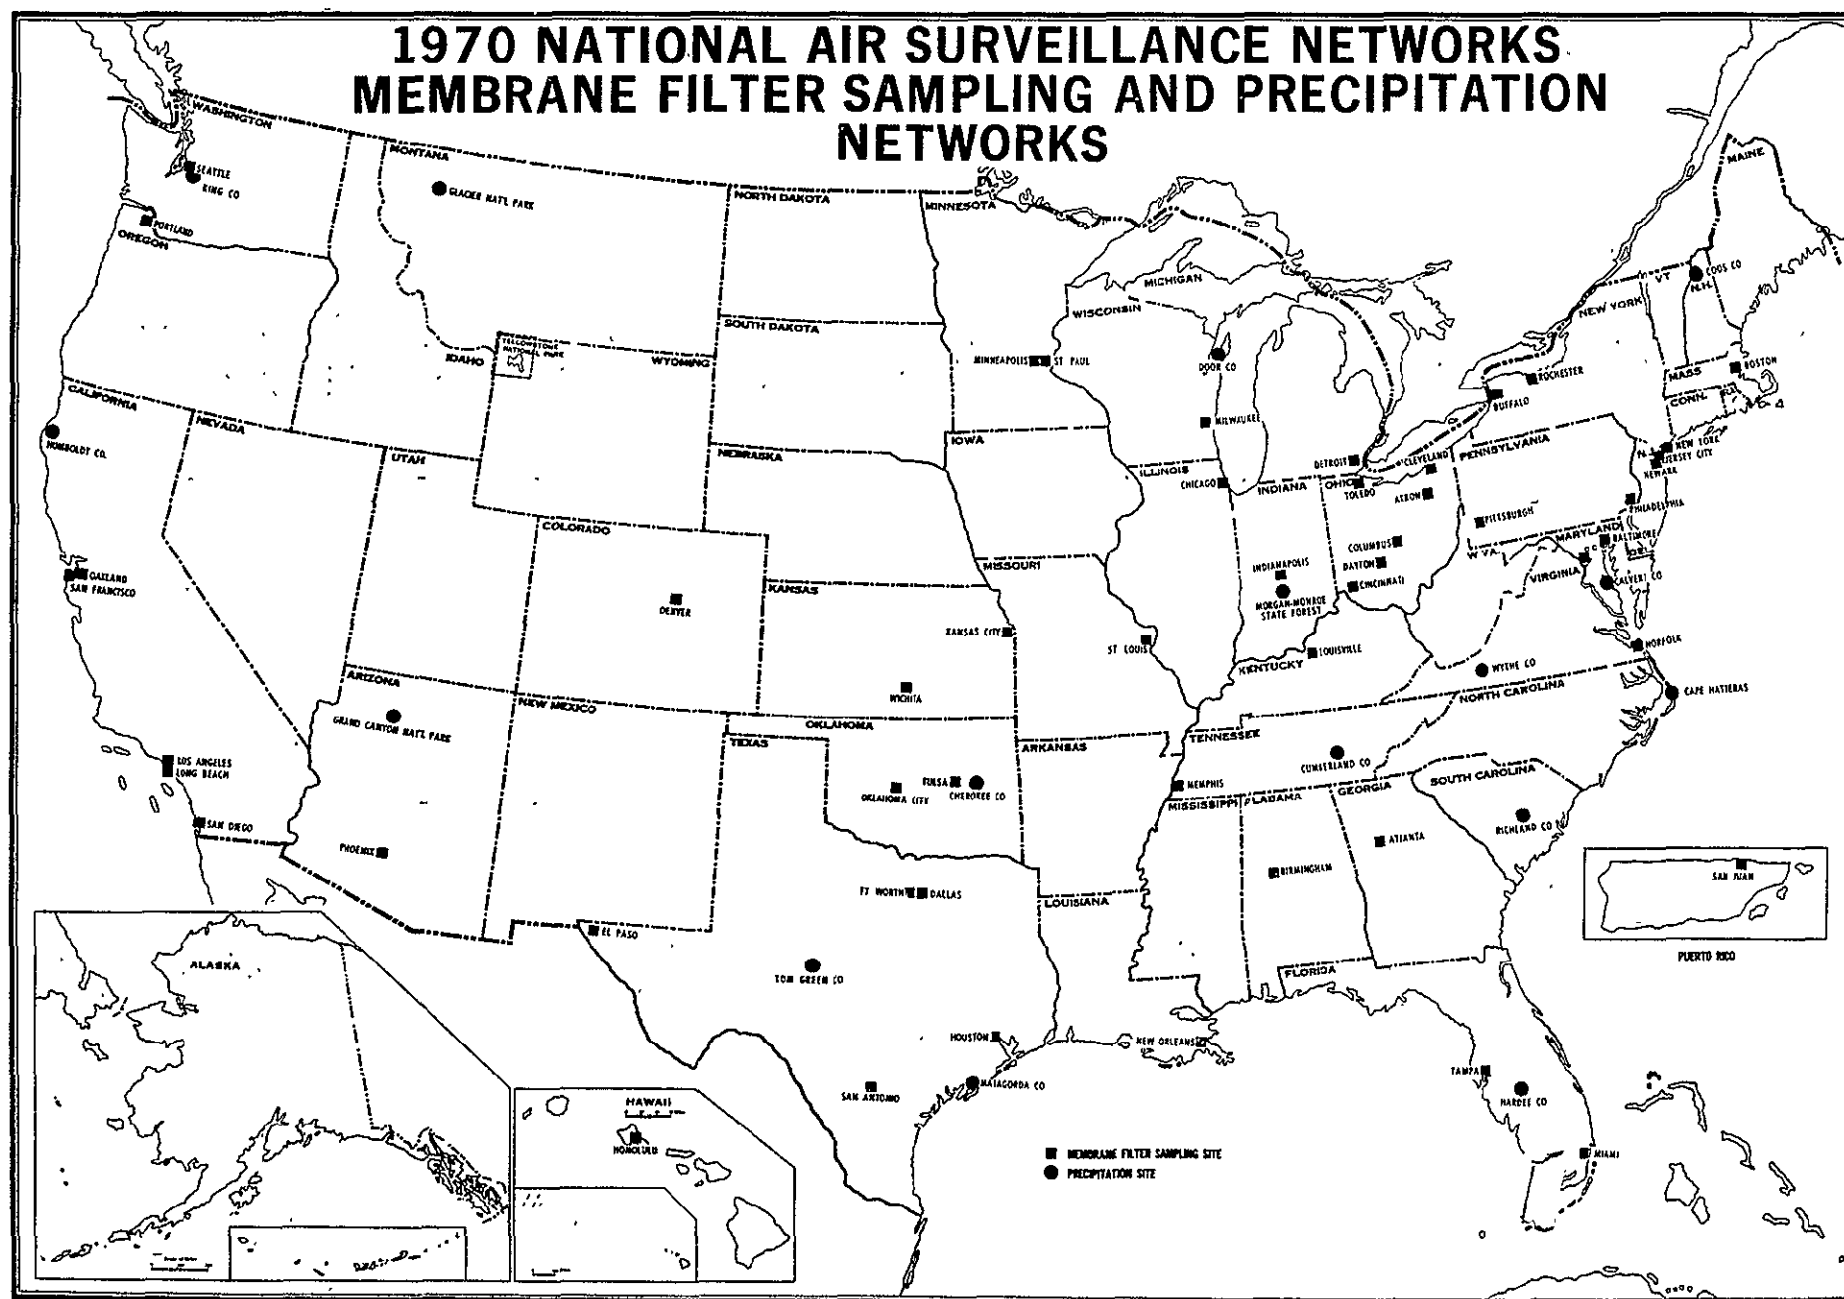 1970 NATIONAL AIR SURVEILLANCE NETWORKS
MEMBRANE FILTER SAMPLING AND PRECIPITATION
NETWORKS
WASHINGTON
SEATTLE
KING CO
PORTLAND
OREGON
MONTANA
GLACIER NAT'L PARK
IDAHO
YELLOWSTONE
NATIONAL PARK
WYOMING
NORTH DAKOTA
SOUTH DAKOTA
MINNESOTA
MINNEAPOLIS
ST PAUL
WISCONSIN
MICHIGAN
DOOR CO
MILWAUKEE
MAINE
VT
N.H.
COOS CO
NEW YORK
ROCHESTER
BUFFALO
MASS
BOSTON
CONN.
R.I.
CALIFORNIA
HUMBOLDT CO.
NEVADA
UTAH
NEBRASKA
IOWA
ILLINOIS
CHICAGO
INDIANA
OHIO
DETROIT
TOLEDO
CLEVELAND
AKRON
PENNSYLVANIA
PITTSBURGH
N.J.
NEW YORK
JERSEY CITY
NEWARK
PHILADELPHIA
MARYLAND
BALTIMORE
D C
DEL
W VA.
VIRGINIA
CALVERT CO
COLUMBUS
DAYTON
CINCINNATI
INDIANAPOLIS
MORGAN-MONROE
STATE FOREST
COLORADO
DENVER
KANSAS
KANSAS CITY
WICHITA
MISSOURI
ST LOUIS
KENTUCKY
LOUISVILLE
NORFOLK
WYTHE CO
NORTH CAROLINA
CAPE HATTERAS
OAKLAND
SAN FRANCISCO
LOS ANGELES
LONG BEACH
SAN DIEGO
ARIZONA
GRAND CANYON NAT'L PARK
PHOENIX
NEW MEXICO
TEXAS
OKLAHOMA
OKLAHOMA CITY
TULSA
CHEROKEE CO
ARKANSAS
TENNESSEE
MEMPHIS
CUMBERLAND CO
MISSISSIPPI
ALABAMA
BIRMINGHAM
GEORGIA
ATLANTA
SOUTH CAROLINA
RICHLAND CO
FT WORTH
DALLAS
EL PASO
TOM GREEN CO
LOUISIANA
HOUSTON
NEW ORLEANS
MATAGORDA CO
SAN ANTONIO
FLORIDA
TAMPA
HARDEE CO
MIAMI
SAN JUAN
PUERTO RICO
ALASKA
HAWAII
HONOLULU
MEMBRANE FILTER SAMPLING SITE
PRECIPITATION SITE